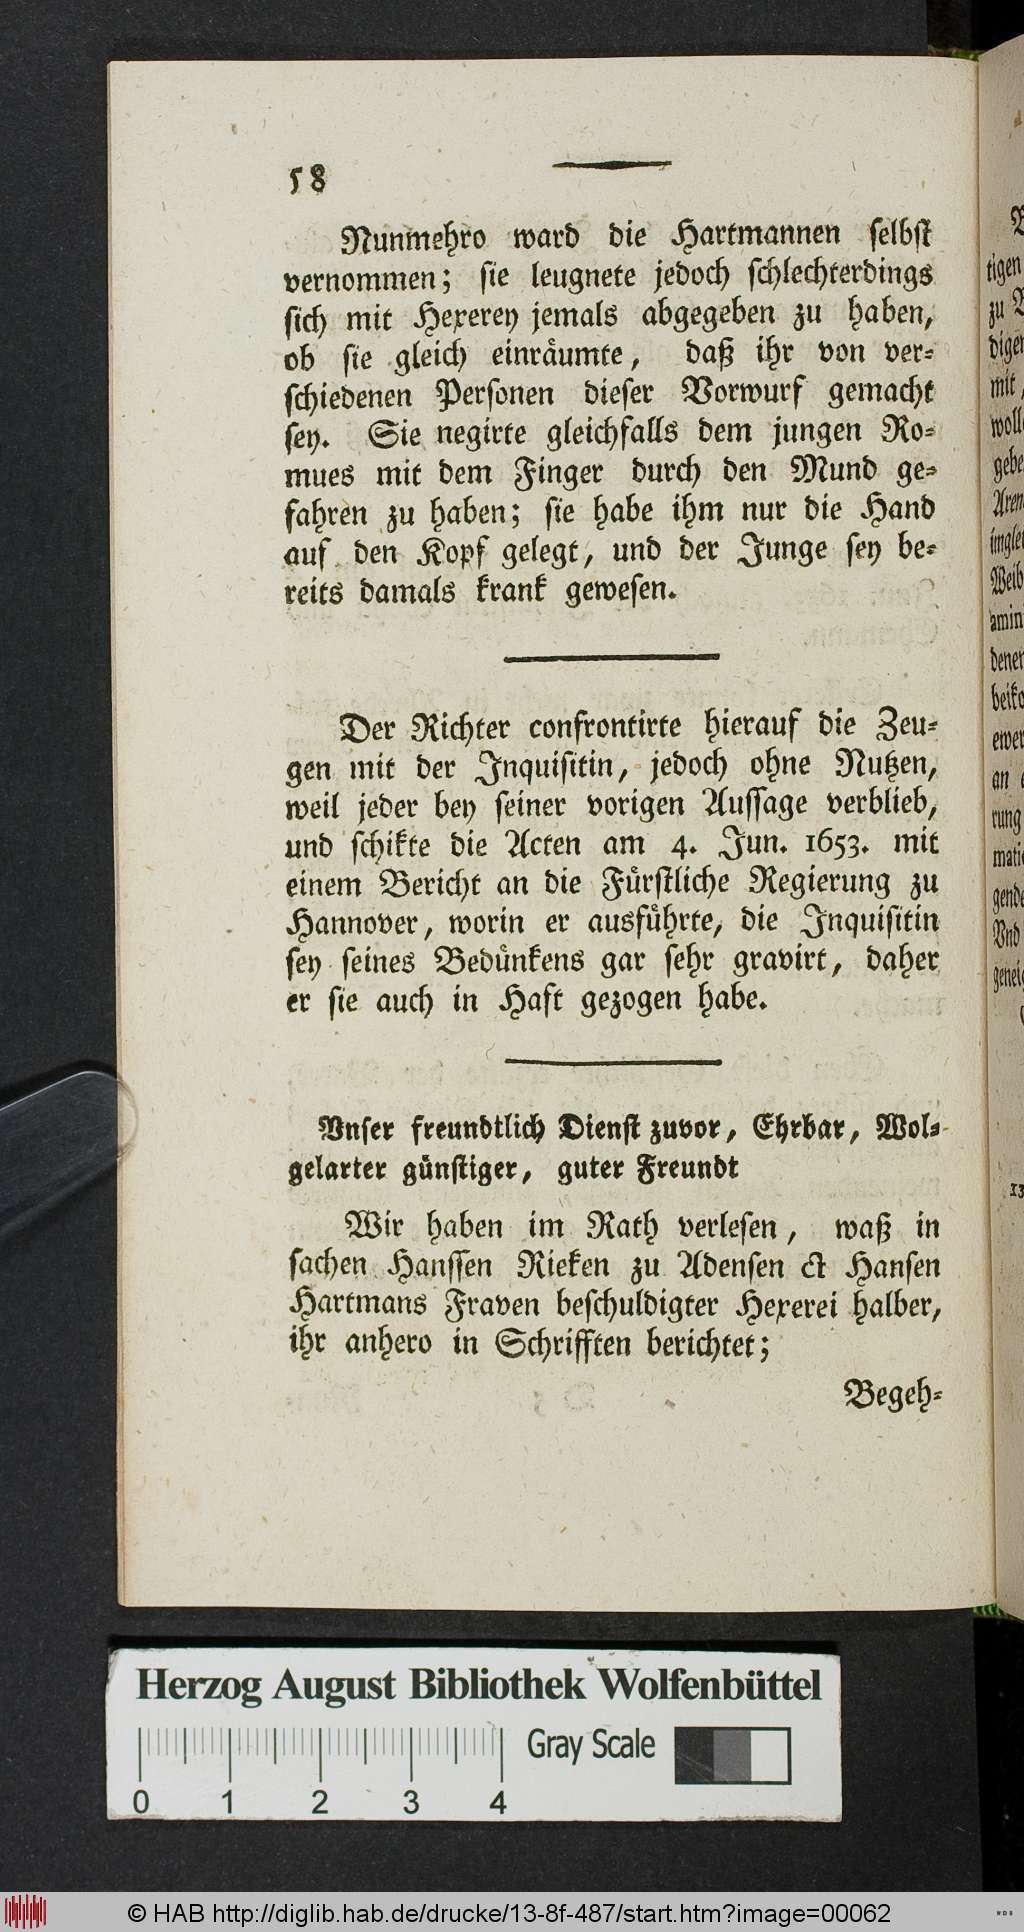 58
Nunmehro ward die Hartmannen selbst
vernommen; sie leugnete jedoch schlechterdings
sich mit Hexerey jemals abgegeben zu haben,
ob sie gleich einräumte, daß ihr von ver-
schiedenen Personen dieser Vorwurf gemacht
sey. Sie negirte gleichfalls dem jungen Ro-
mues mit dem Finger durch den Mund ge-
fahren zu haben; sie habe ihm nur die Hand
auf den Kopf gelegt, und der Junge sey be-
reits damals krank gewesen.
Der Richter confrontirte hierauf die Zeu-
gen mit der Inquisitin, jedoch ohne Nutzen,
weil jeder bey seiner vorigen Aussage verblieb,
und schikte die Acten am 4. Jun. 1653. mit
einem Bericht an die Fürstliche Regierung zu
Hannover, worin er ausführte, die Inquisitin
sey seines Bedünkens gar sehr gravirt, daher
er sie auch in Haft gezogen habe.
Vnser freundtlich Dienst zuvor, Ehrbar, Wol-
gelarter günstiger, guter Freundt
Wir haben im Rath verlesen, waß in
sachen Hanssen Rieken zu Adensen & Hansen
Hartmans Fraven beschuldigter Hexerei halber,
ihr anhero in Schrifften berichtet;
Begeh-
tigen
zu
mit,
Vnd
13
Herzog August Bibliothek Wolfenbüttel
Gray Scale
0 1 2 3 4
© HAB http://diglib.hab.de/drucke/13-8f-487/start.htm?image=00062